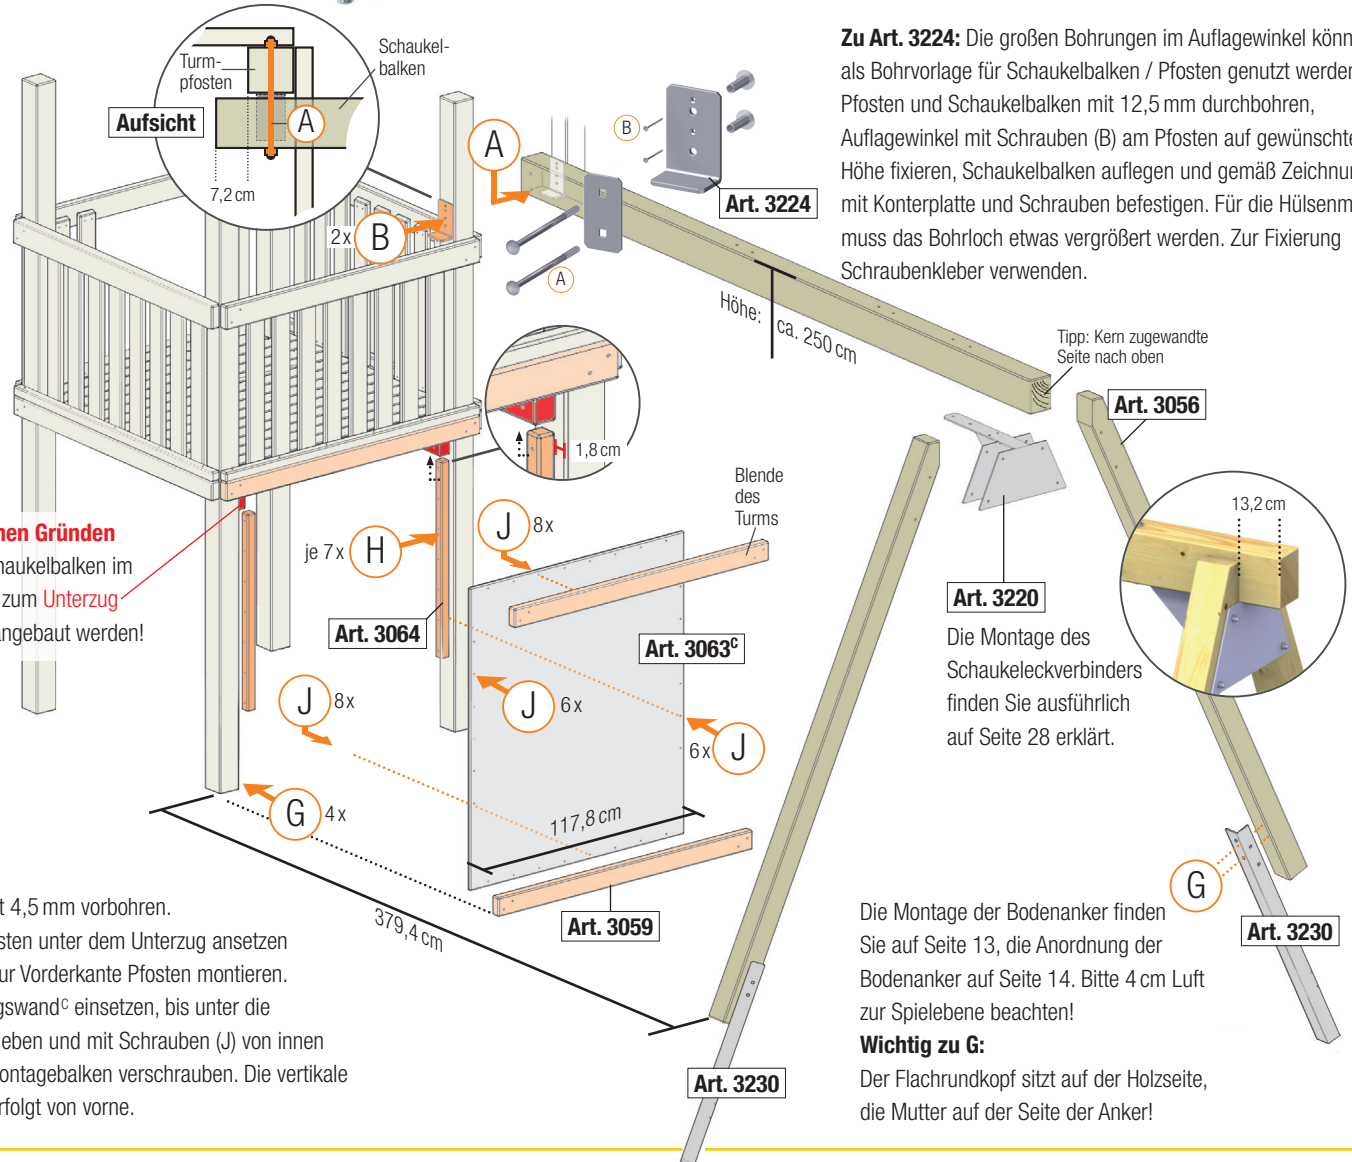 Turm-
pfosten
Schaukel-
balken
Aufsicht
A
7,2 cm
2x B
A
A
B
Art. 3224
Zu Art. 3224: Die großen Bohrungen im Auflagewinkel könn
als Bohrvorlage für Schaukelbalken / Pfosten genutzt werden
Pfosten und Schaukelbalken mit 12,5 mm durchbohren,
Auflagewinkel mit Schrauben (B) am Pfosten auf gewünschte
Höhe fixieren, Schaukelbalken auflegen und gemäß Zeichnu
mit Konterplatte und Schrauben befestigen. Für die Hülsenm
muss das Bohrloch etwas vergrößert werden. Zur Fixierung
Schraubenkleber verwenden.
Höhe: ca. 250 cm
Tipp: Kern zugewandte
Seite nach oben
Art. 3056
1,8 cm
13,2 cm
Blende
des
Turms
nen Gründen
haukelbalken im
zum Unterzug
angebaut werden!
je 7x H
J 8x
Art. 3064
Art. 3063ᶜ
Art. 3220
Die Montage des
Schaukeleckverbinders
finden Sie ausführlich
auf Seite 28 erklärt.
J 8x
J 6x
6x J
G 4x
117,8 cm
379,4 cm
Art. 3059
G
Art. 3230
t 4,5 mm vorbohren.
sten unter dem Unterzug ansetzen
ur Vorderkante Pfosten montieren.
gswandᶜ einsetzen, bis unter die
ieben und mit Schrauben (J) von innen
ontagebalken verschrauben. Die vertikale
rfolgt von vorne.
Die Montage der Bodenanker finden
Sie auf Seite 13, die Anordnung der
Bodenanker auf Seite 14. Bitte 4 cm Luft
zur Spielebene beachten!
Wichtig zu G:
Der Flachrundkopf sitzt auf der Holzseite,
die Mutter auf der Seite der Anker!
Art. 3230